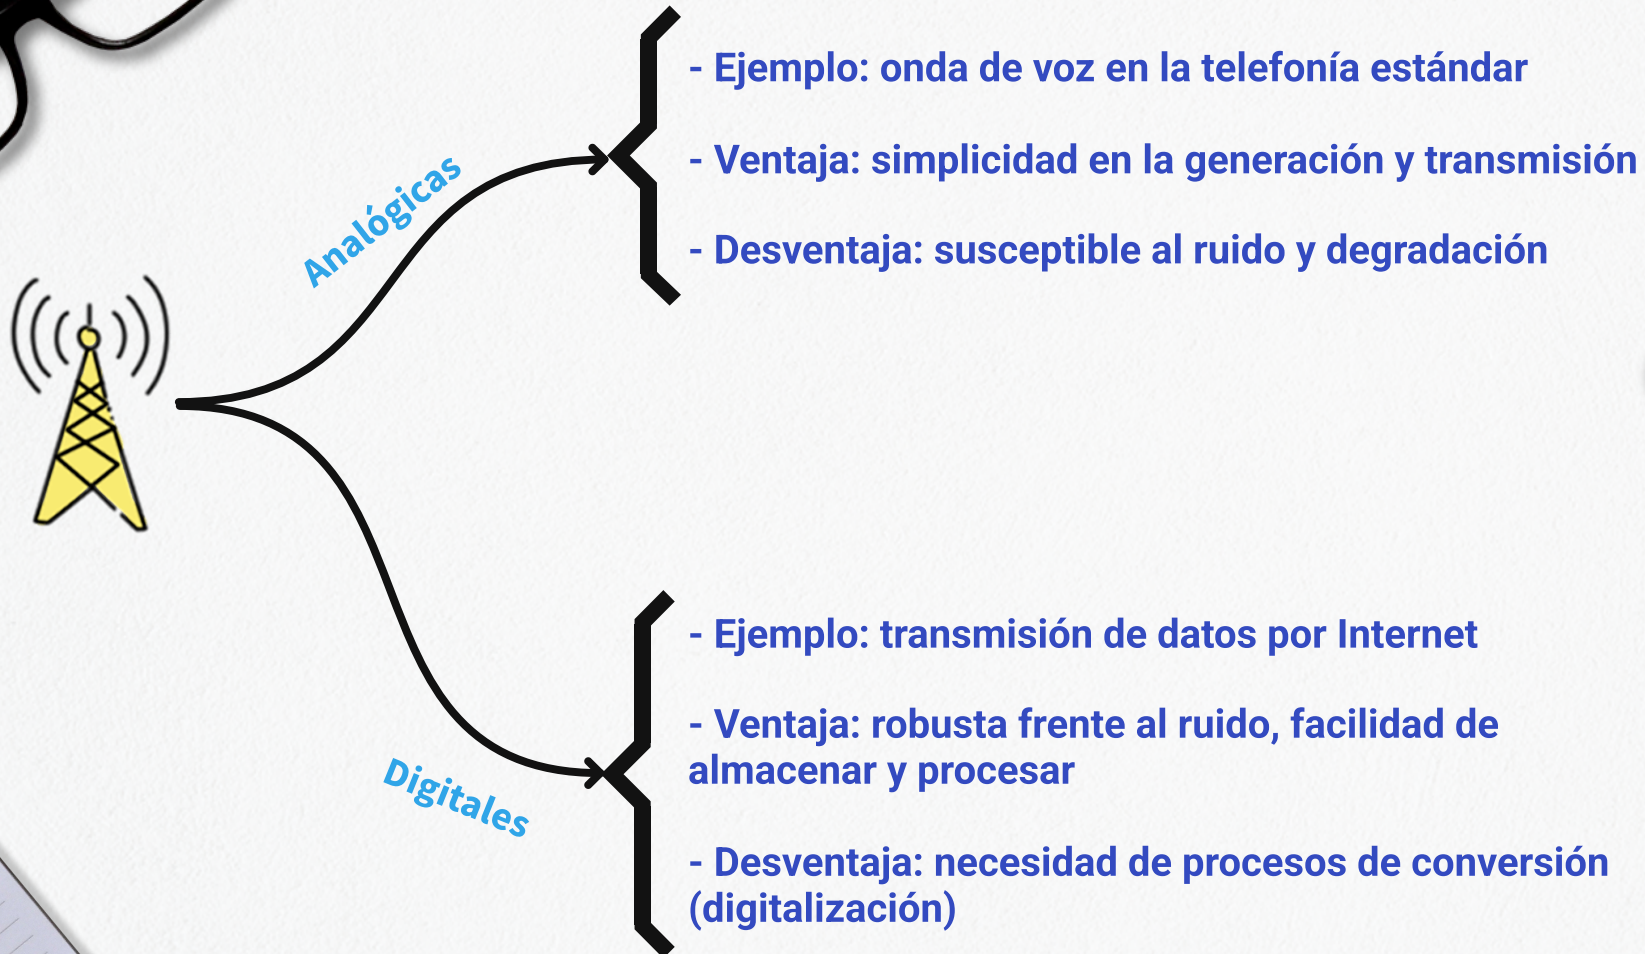 Analógicas
- Ejemplo: onda de voz en la telefonía estándar
- Ventaja: simplicidad en la generación y transmisión
- Desventaja: susceptible al ruido y degradación
Digitales
- Ejemplo: transmisión de datos por Internet
- Ventaja: robusta frente al ruido, facilidad de
almacenar y procesar
- Desventaja: necesidad de procesos de conversión
(digitalización)